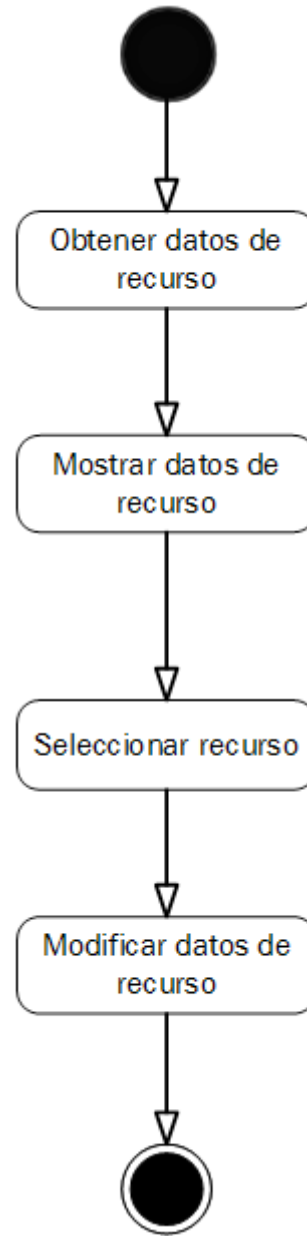 Obtener datos de
recurso
Mostrar datos de
recurso
Seleccionar recurso
Modificar datos de
recurso